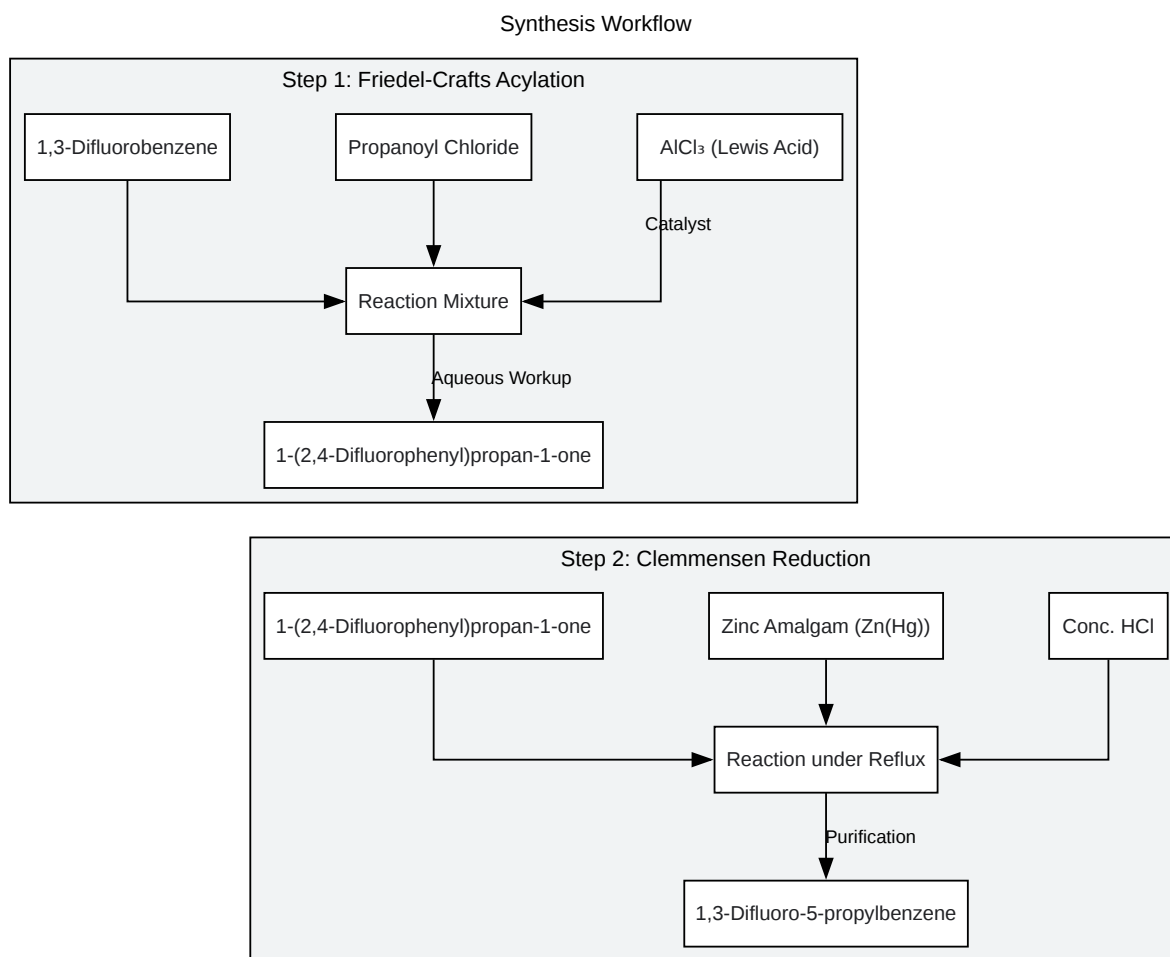 Synthesis Workflow
Step 1: Friedel-Crafts Acylation
1,3-Difluorobenzene
Propanoyl Chloride
AlCl₃ (Lewis Acid)
Catalyst
Reaction Mixture
Aqueous Workup
1-(2,4-Difluorophenyl)propan-1-one
Step 2: Clemmensen Reduction
1-(2,4-Difluorophenyl)propan-1-one
Zinc Amalgam (Zn(Hg))
Conc. HCl
Reaction under Reflux
Purification
1,3-Difluoro-5-propylbenzene